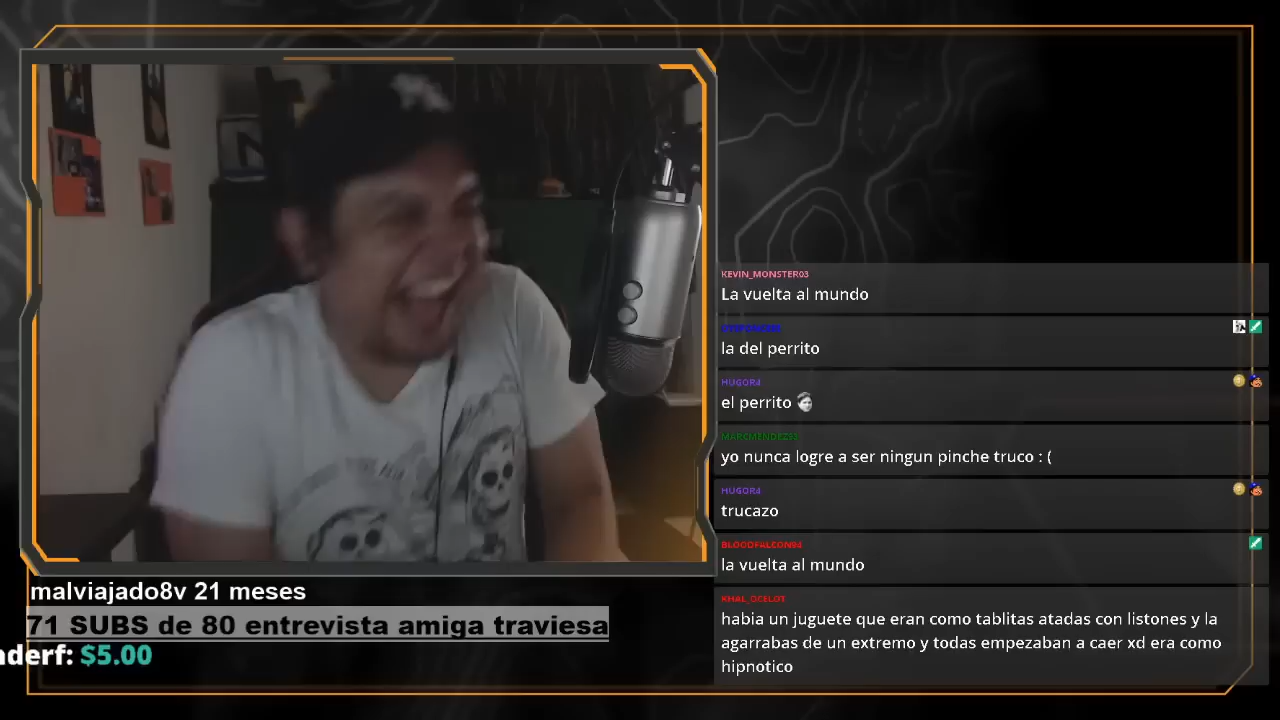 KEVIN_MONSTER03
La vuelta al mundo
la del perrito
HUGOR4
el perrito
MARCMENDEZ93
yo nunca logre a ser ningun pinche truco : (
HUGOR4
trucazo
BLOODFALCON94
la vuelta al mundo
KHAL_OCELOT
habia un juguete que eran como tablitas atadas con listones y la
agarrabas de un extremo y todas empezaban a caer xd era como
hipnotico
malviajado8v 21 meses
71 SUBS de 80 entrevista amiga traviesa
nderf: $5.00